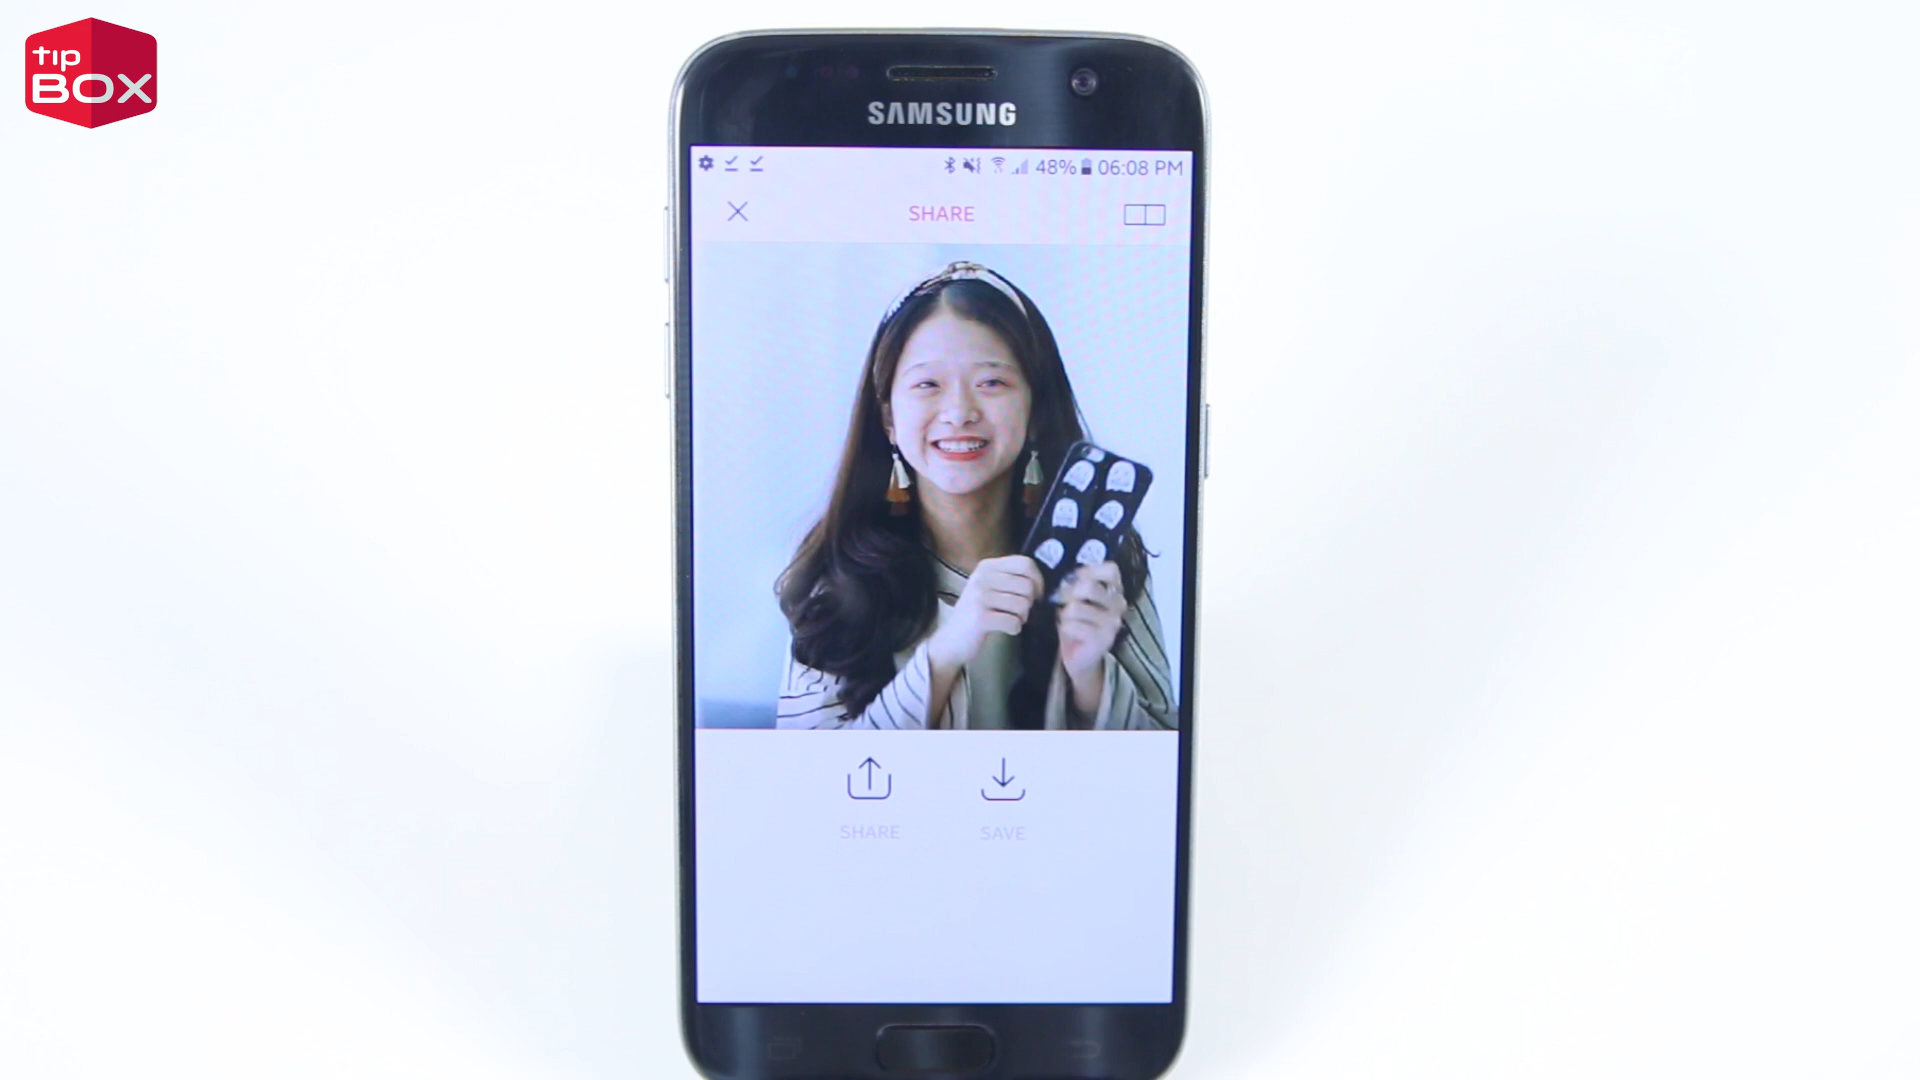 tip
BOX
SAMSUNG
48% 06:08 PM
SHARE
SHARE
SAVE